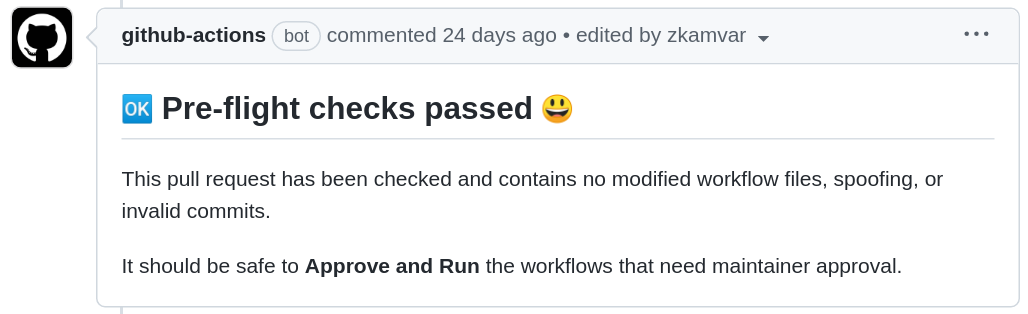 github-actions bot commented 24 days ago • edited by zkamvar
🆗 Pre-flight checks passed 😃
This pull request has been checked and contains no modified workflow files, spoofing, or
invalid commits.
It should be safe to Approve and Run the workflows that need maintainer approval.